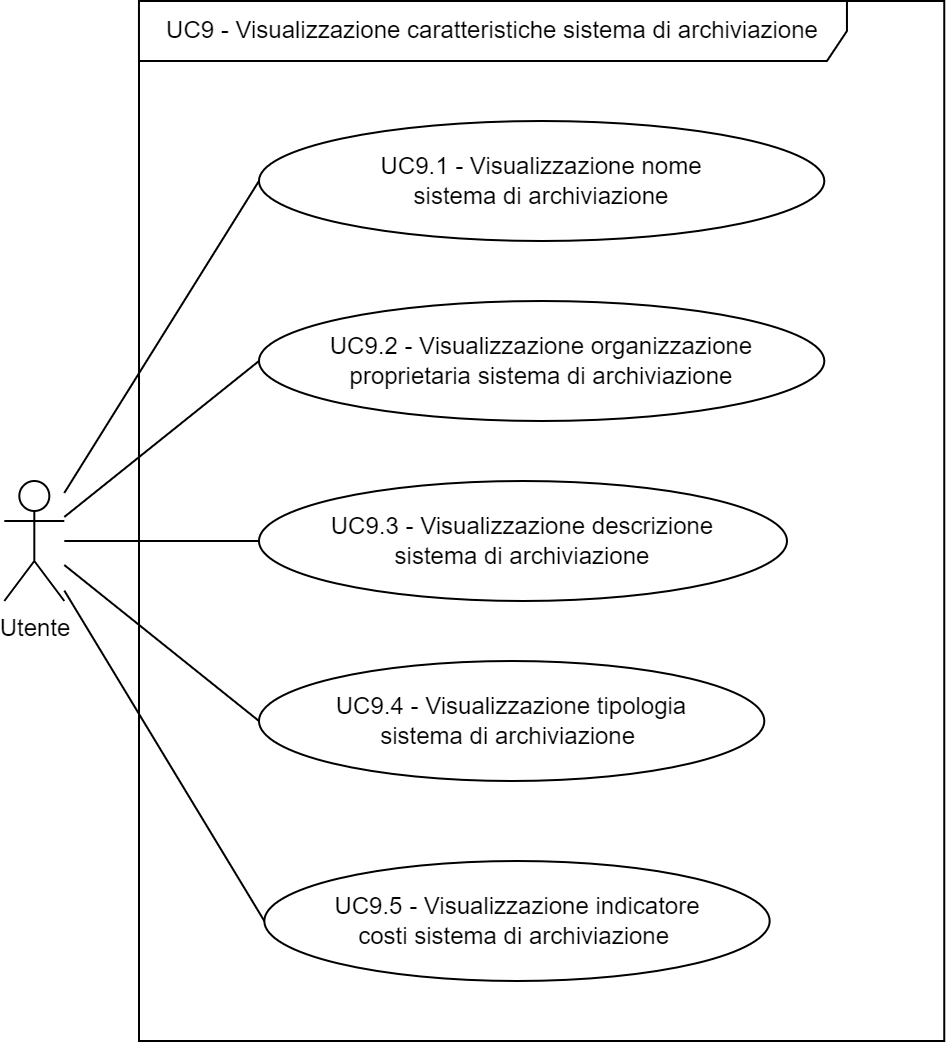 UC9 - Visualizzazione caratteristiche sistema di archiviazione
UC9.1 - Visualizzazione nome
sistema di archiviazione
UC9.2 - Visualizzazione organizzazione
proprietaria sistema di archiviazione
UC9.3 - Visualizzazione descrizione
sistema di archiviazione
Utente
UC9.4 - Visualizzazione tipologia
sistema di archiviazione
UC9.5 - Visualizzazione indicatore
costi sistema di archiviazione